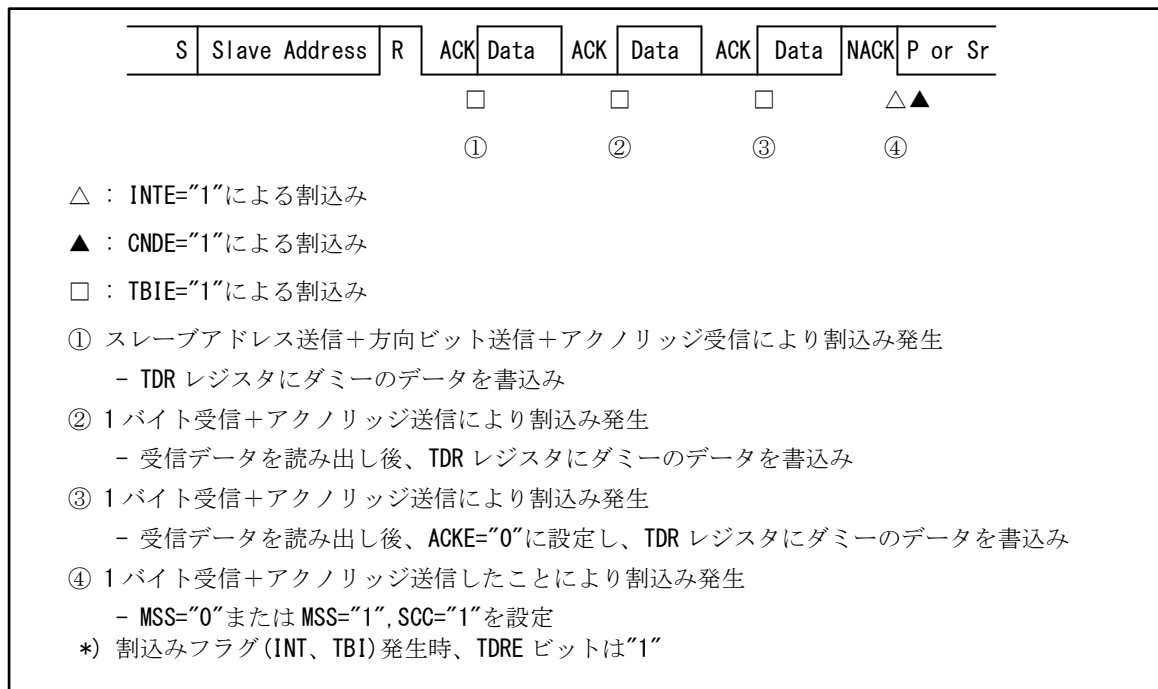 S Slave Address R ACK Data ACK Data ACK Data NACK P or Sr
□ □ □ △▲
① ② ③ ④
△ : INTE="1"による割込み
▲ : CNDE="1"による割込み
□ : TBIE="1"による割込み
① スレーブアドレス送信＋方向ビット送信＋アクノリッジ受信により割込み発生
- TDR レジスタにダミーのデータを書込み
② 1 バイト受信＋アクノリッジ送信により割込み発生
- 受信データを読み出し後、TDR レジスタにダミーのデータを書込み
③ 1 バイト受信＋アクノリッジ送信により割込み発生
- 受信データを読み出し後、ACKE="0"に設定し、TDR レジスタにダミーのデータを書込み
④ 1 バイト受信＋アクノリッジ送信したことにより割込み発生
- MSS="0"または MSS="1",SCC="1"を設定
*) 割込みフラグ(INT、TBI)発生時、TDRE ビットは"1"